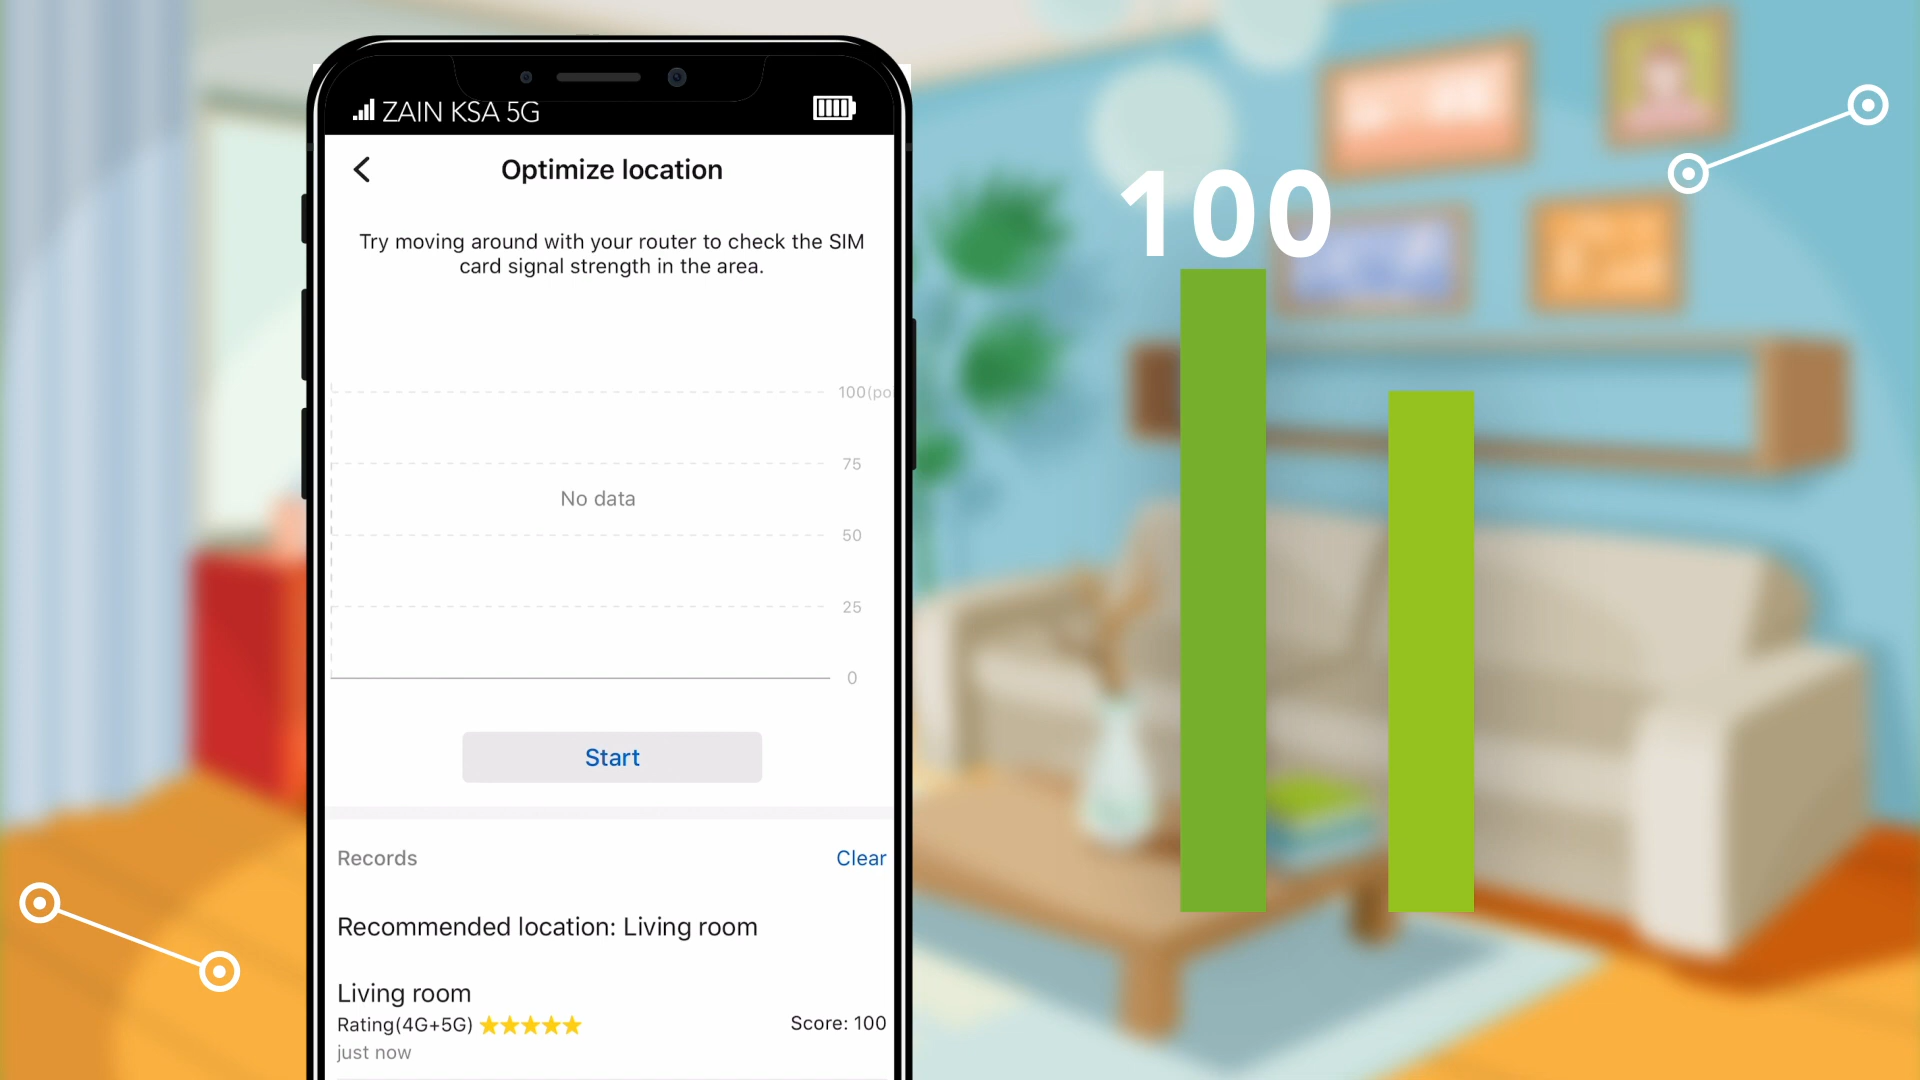 ZAIN KSA 5G
Optimize location
Try moving around with your router to check the SIM
card signal strength in the area.
100(po
75
No data
50
25
0
Start
Records
Clear
Recommended location: Living room
Living room
Rating(4G+5G)
Score: 100
just now
100